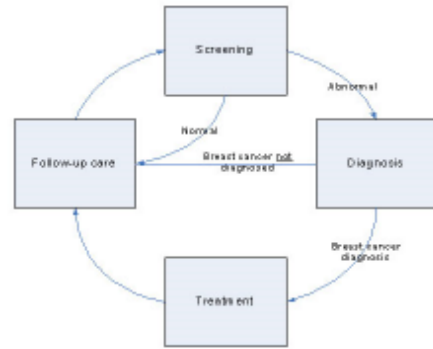 Screening
Abnormal
Normal
Follow-up care
Breast cancer not
diagnosed
Diagnosis
Breast cancer
diagnosis
Treatment